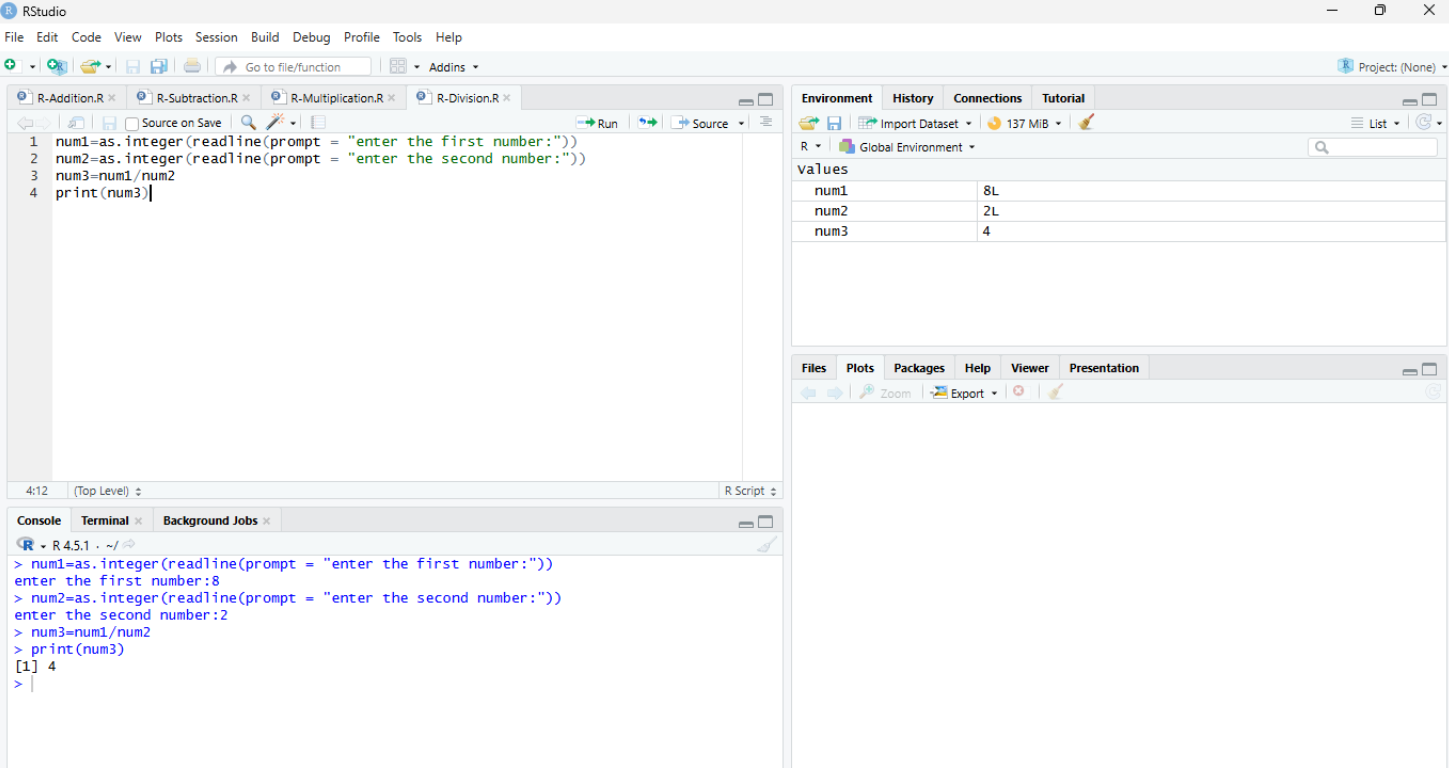 RStudio
File Edit Code View Plots Session Build Debug Profile Tools Help
Go to file/function Addins Project: (None)
R-Addition.R R-Subtraction.R R-Multiplication.R R-Division.R
Source on Save Run Source
1 num1=as.integer(readline(prompt = "enter the first number:"))
2 num2=as.integer(readline(prompt = "enter the second number:"))
3 num3=num1/num2
4 print(num3)
4:12 (Top Level) R Script
Console Terminal Background Jobs
R 4.5.1 · ~/
> num1=as.integer(readline(prompt = "enter the first number:"))
enter the first number:8
> num2=as.integer(readline(prompt = "enter the second number:"))
enter the second number:2
> num3=num1/num2
> print(num3)
[1] 4
>
Environment History Connections Tutorial
Import Dataset 137 MiB List
R Global Environment
Values
num1 8L
num2 2L
num3 4
Files Plots Packages Help Viewer Presentation
Zoom Export